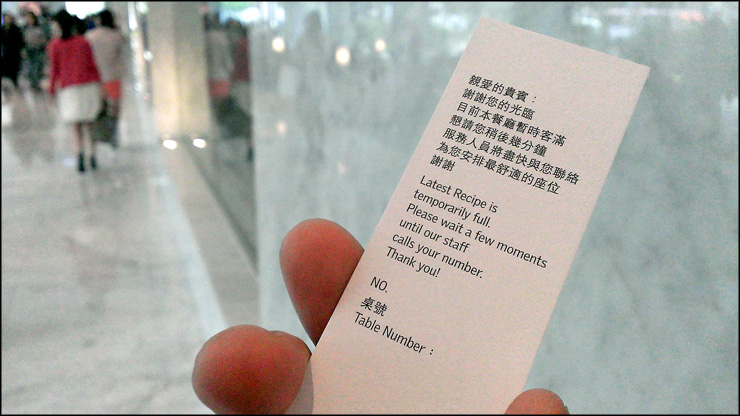 親愛的貴賓：
謝謝您的光臨
目前本餐廳暫時客滿
懇請您稍後幾分鐘
服務人員將盡快與您聯絡
為您安排最舒適的座位
謝謝
Latest Recipe is
temporarily full.
Please wait a few moments
until our staff
calls your number.
Thank you!
NO.
桌號
Table Number：